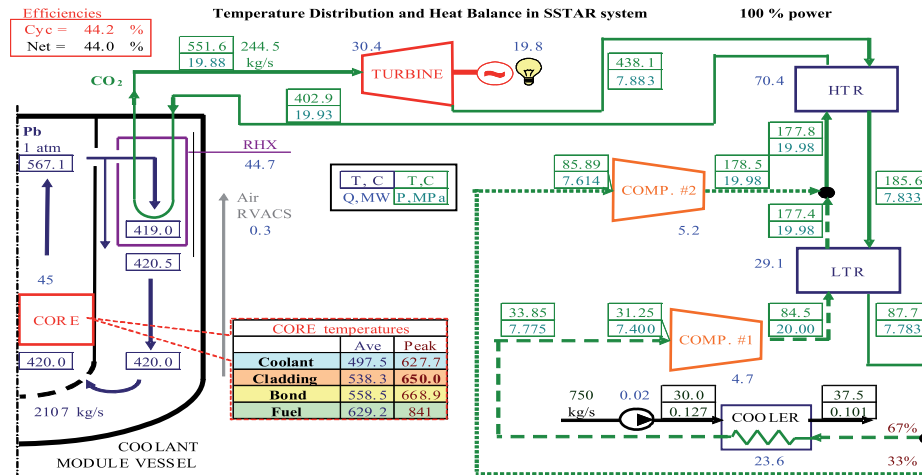 Efficiencies
Cyc = 44.2 %
Net = 44.0 %
Temperature Distribution and Heat Balance in SSTAR system 100 % power
551.6
19.88
244.5
kg/s
CO2
402.9
19.93
30.4
TURBINE
~
19.8
438.1
7.883
70.4
HTR
Pb
1 atm
567.1
RHX
44.7
419.0
420.5
45
CORE
420.0
420.0
2107 kg/s
COOLANT
MODULE VESSEL
Air
RVACS
0.3
T, C T,C
Q,MW P,MPa
85.89
7.614
COMP. #2
5.2
178.5
19.98
177.8
19.98
177.4
19.98
185.6
7.833
29.1
LTR
33.85
7.775
31.25
7.400
COMP. #1
4.7
84.5
20.00
87.7
7.783
CORE temperatures
Ave Peak
Coolant 497.5 627.7
Cladding 538.3 650.0
Bond 558.5 668.9
Fuel 629.2 841
750
kg/s
0.02
30.0
0.127
COOLER
23.6
37.5
0.101
67%
33%